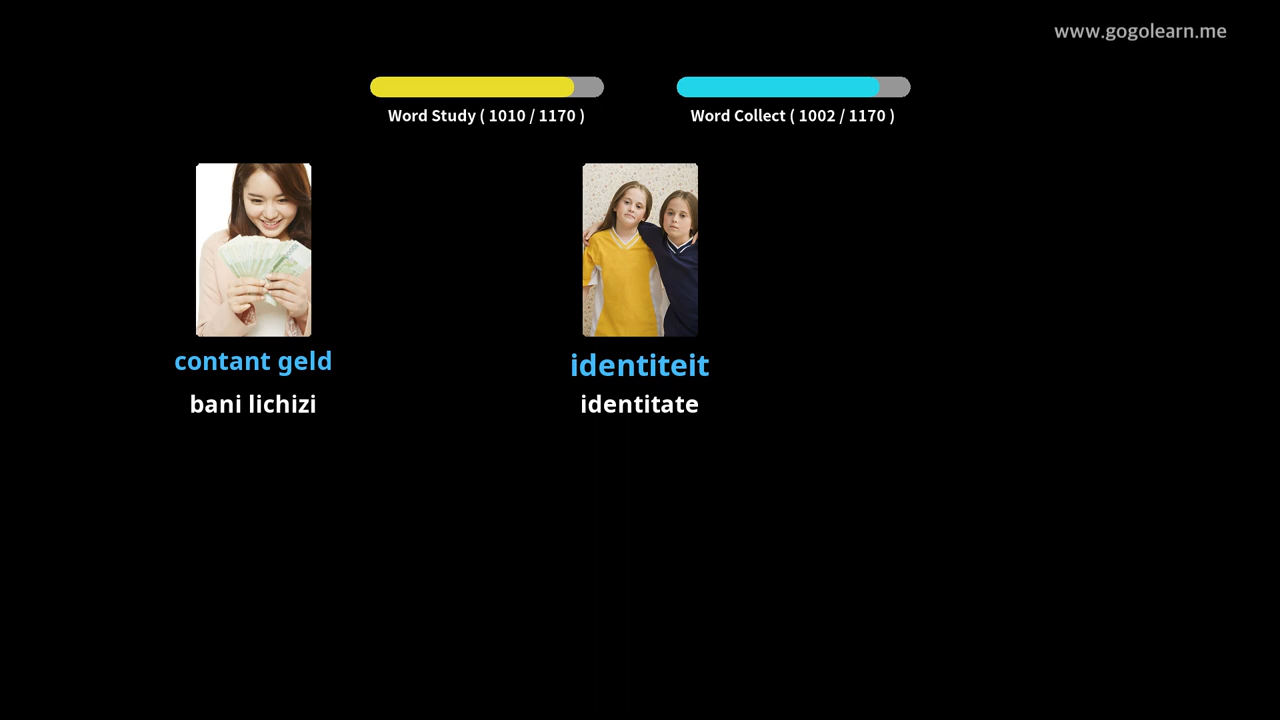 www.gogolearn.me
Word Study ( 1010 / 1170 )
Word Collect ( 1002 / 1170 )
contant geld
bani lichizi
identiteit
identitate